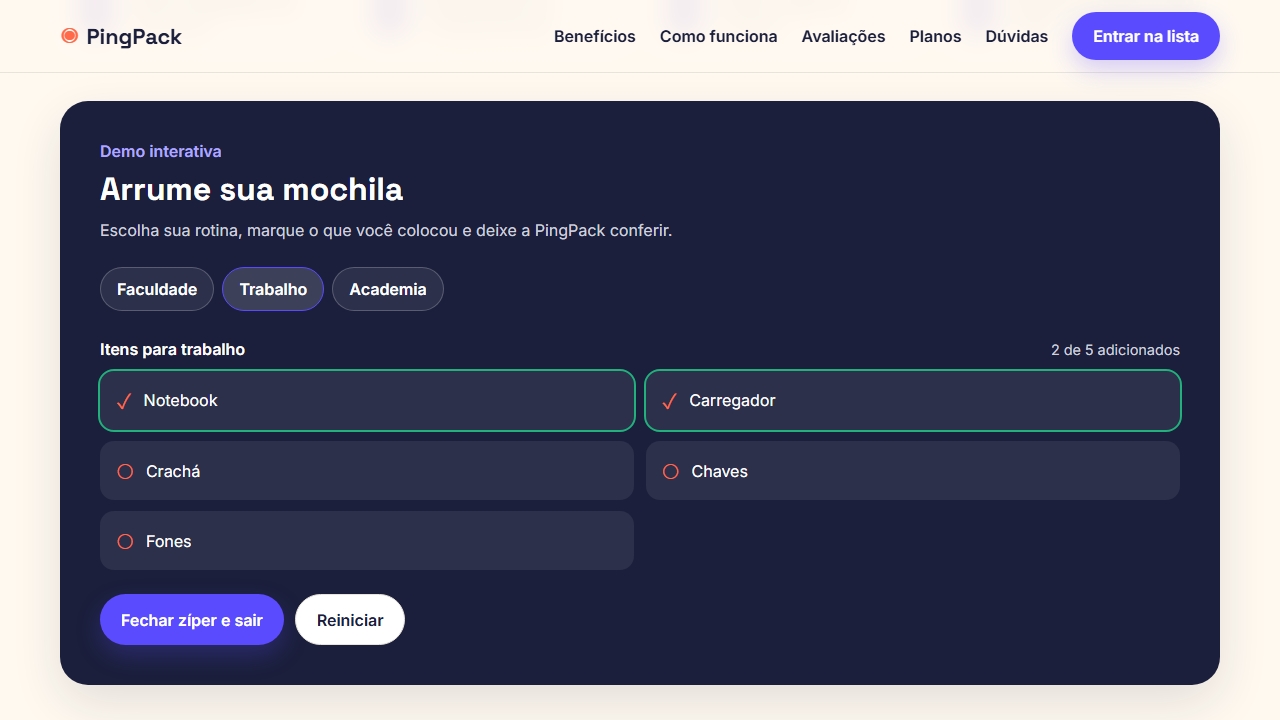 PingPack
Benefícios
Como funciona
Avaliações
Planos
Dúvidas
Entrar na lista
Demo interativa
Arrume sua mochila
Escolha sua rotina, marque o que você colocou e deixe a PingPack conferir.
Faculdade
Trabalho
Academia
Itens para trabalho
2 de 5 adicionados
✓ Notebook
✓ Carregador
○ Crachá
○ Chaves
○ Fones
Fechar zíper e sair
Reiniciar